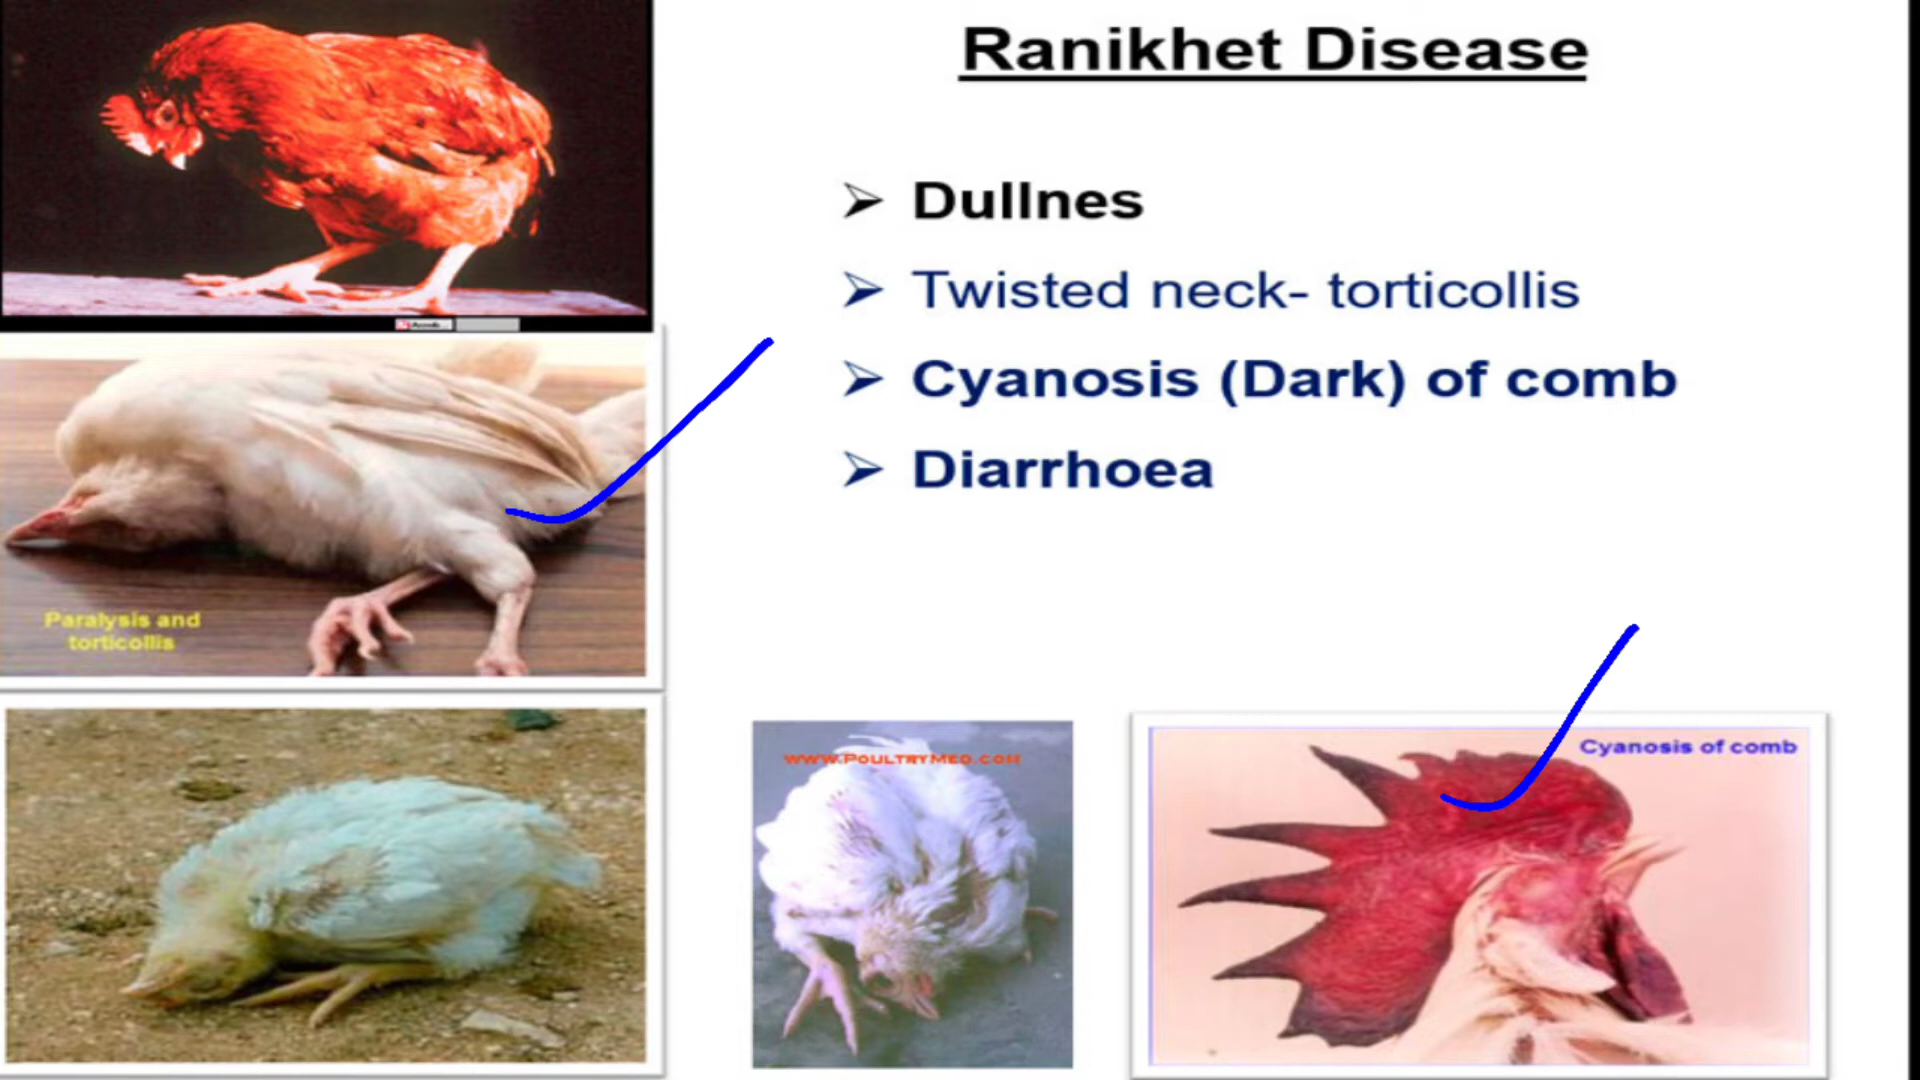 Ranikhet Disease
Dullnes
Twisted neck- torticollis
Cyanosis (Dark) of comb
Diarrhoea
Paralysis and
torticollis
WWW.POULTRYMED.COM
Cyanosis of comb